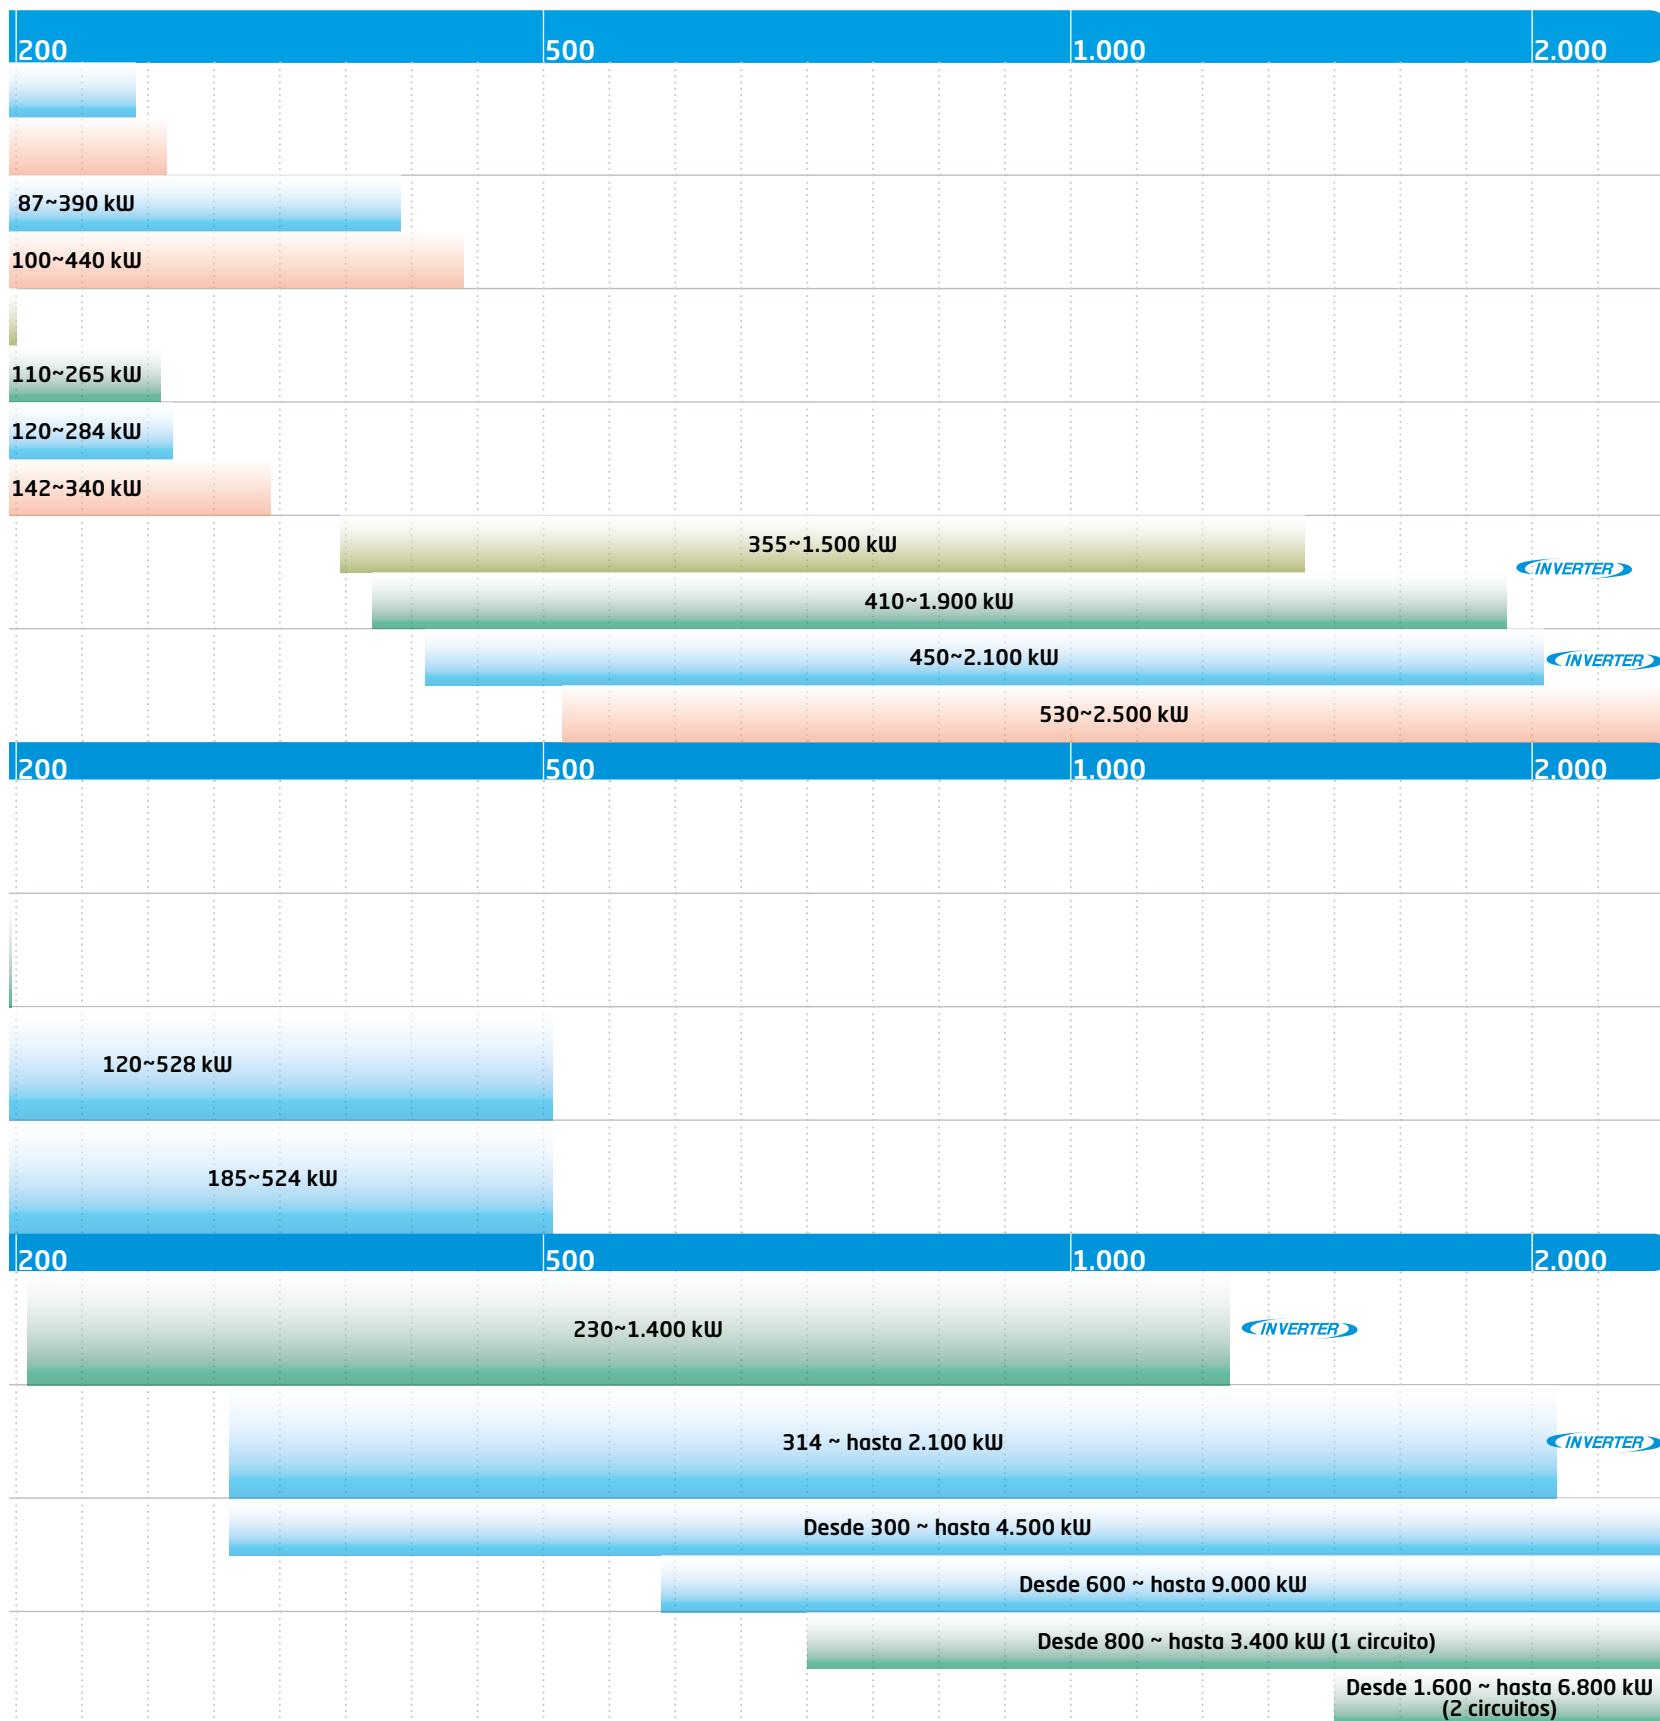 200 500 1.000 2.000
87~390 kW
100~440 kW
110~265 kW
120~284 kW
142~340 kW
355~1.500 kW
INVERTER
410~1.900 kW
450~2.100 kW INVERTER
530~2.500 kW
200 500 1.000 2.000
120~528 kW
185~524 kW
200 500 1.000 2.000
230~1.400 kW INVERTER
314 ~ hasta 2.100 kW INVERTER
Desde 300 ~ hasta 4.500 kW
Desde 600 ~ hasta 9.000 kW
Desde 800 ~ hasta 3.400 kW (1 circuito)
Desde 1.600 ~ hasta 6.800 kW
(2 circuitos)